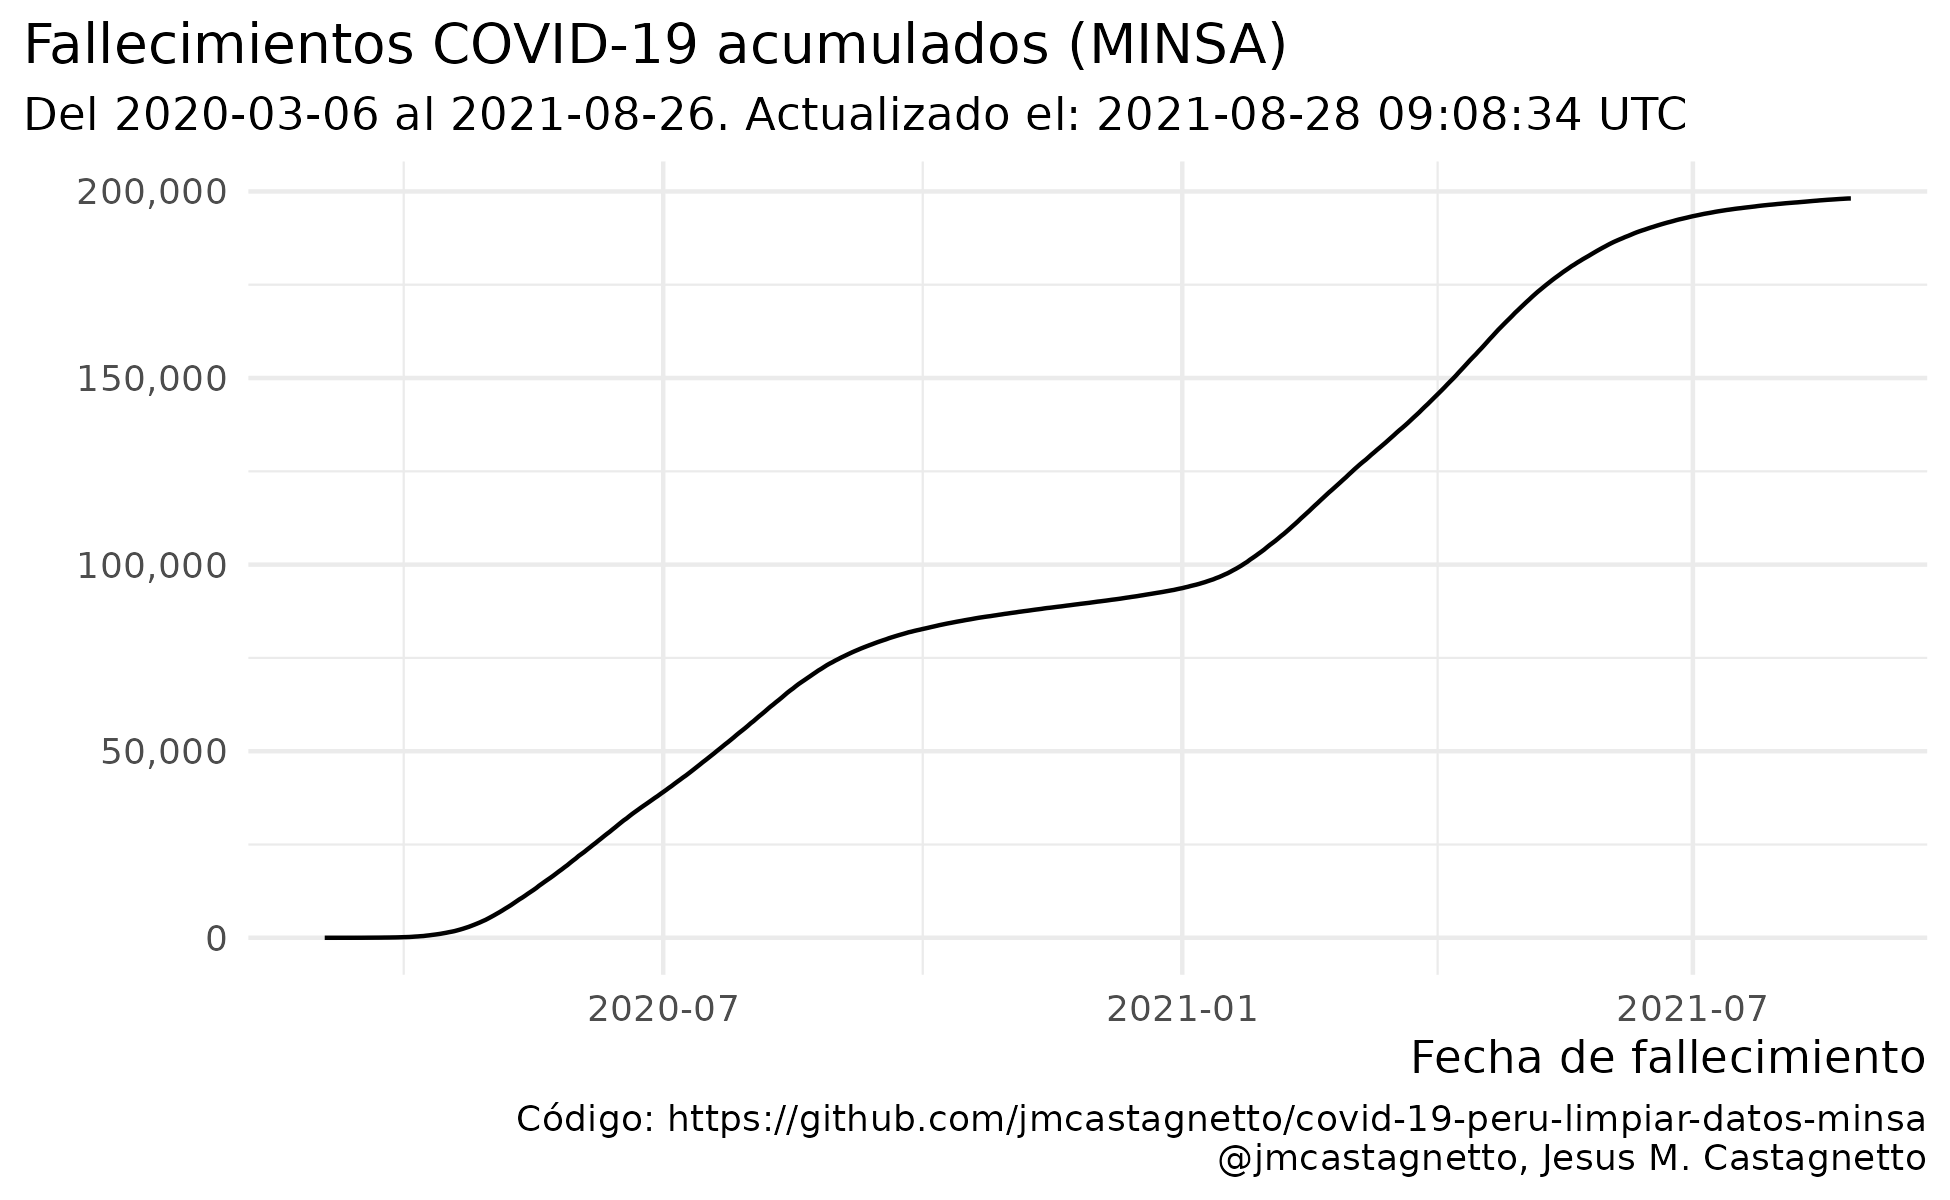 Fallecimientos COVID-19 acumulados (MINSA)
Del 2020-03-06 al 2021-08-26. Actualizado el: 2021-08-28 09:08:34 UTC
200,000
150,000
100,000
50,000
0
2020-07
2021-01
2021-07
Fecha de fallecimiento
Código: https://github.com/jmcastagnetto/covid-19-peru-limpiar-datos-minsa
@jmcastagnetto, Jesus M. Castagnetto